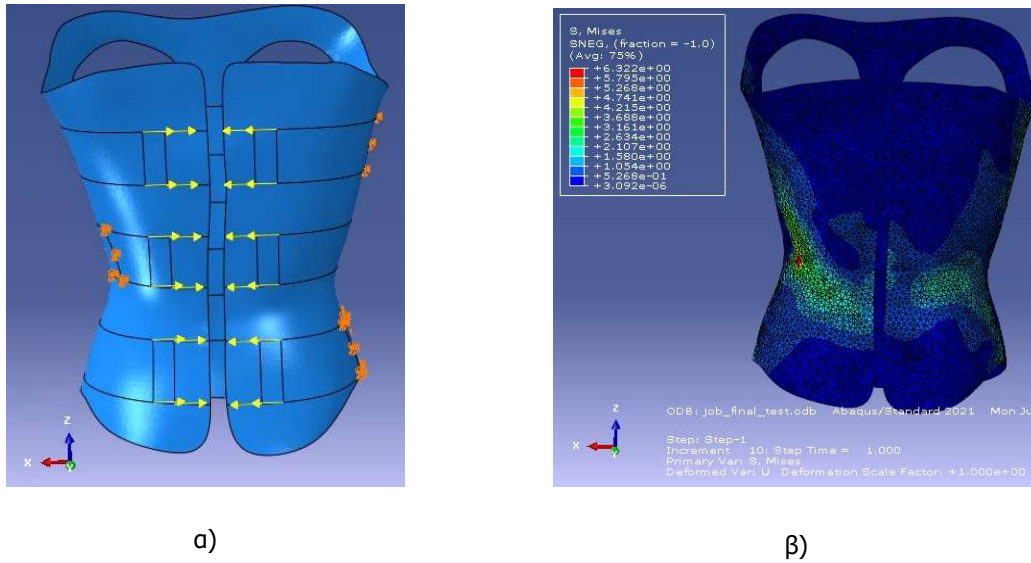 z
x
y
α)
S, Mises
SNEG, (fraction = -1.0)
(Avg: 75%)
+6.322e+00
+5.795e+00
+5.268e+00
+4.741e+00
+4.215e+00
+3.688e+00
+3.161e+00
+2.634e+00
+2.107e+00
+1.580e+00
+1.054e+00
+5.268e-01
+3.092e-06
ODB: job_final_test.odb Abaqus/Standard 2021 Mon Ju
z
x
Step: Step-1
Increment 10: Step Time = 1.000
Primary Var: S, Mises
Deformed Var: U Deformation Scale Factor: +1.000e+00
β)